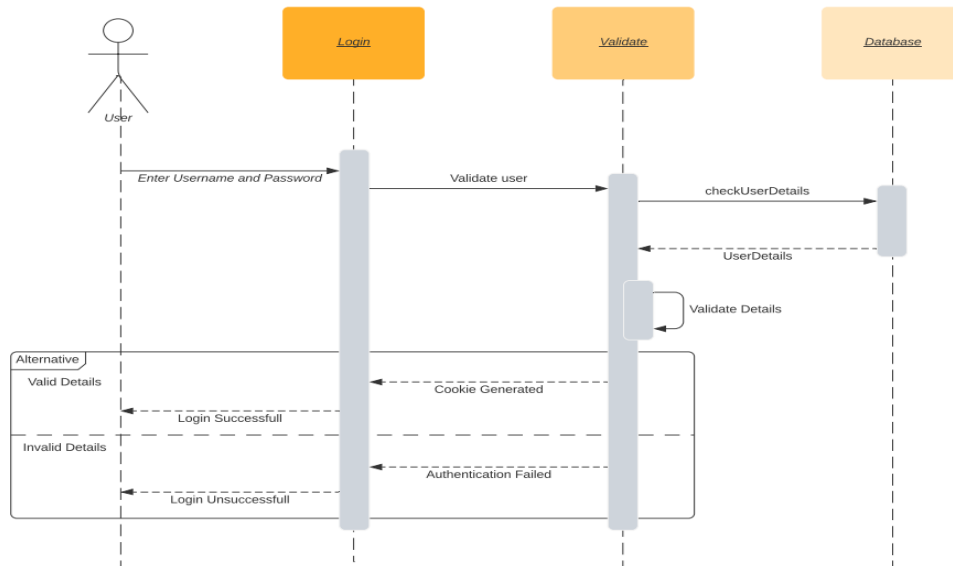 Login
Validate
Database
User
Enter Username and Password
Validate user
checkUserDetails
UserDetails
Validate Details
Alternative
Valid Details
Cookie Generated
Login Successfull
Invalid Details
Authentication Failed
Login Unsuccessfull